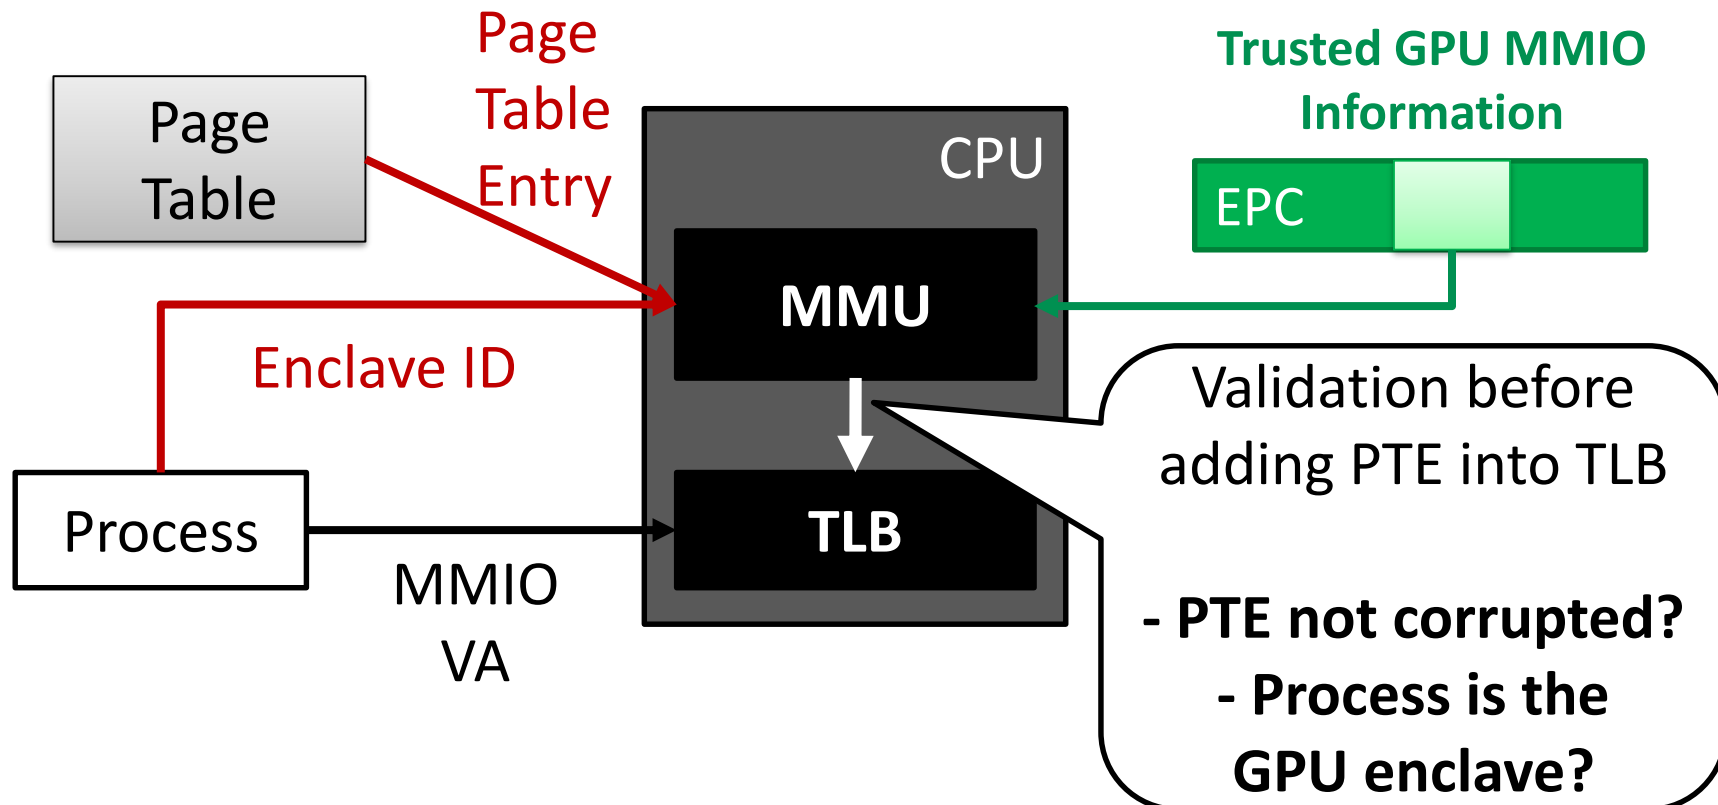 Page
Table
Entry
Page
Table
CPU
Trusted GPU MMIO
Information
EPC
MMU
Enclave ID
Process
TLB
MMIO
VA
Validation before
adding PTE into TLB
- PTE not corrupted?
- Process is the
GPU enclave?